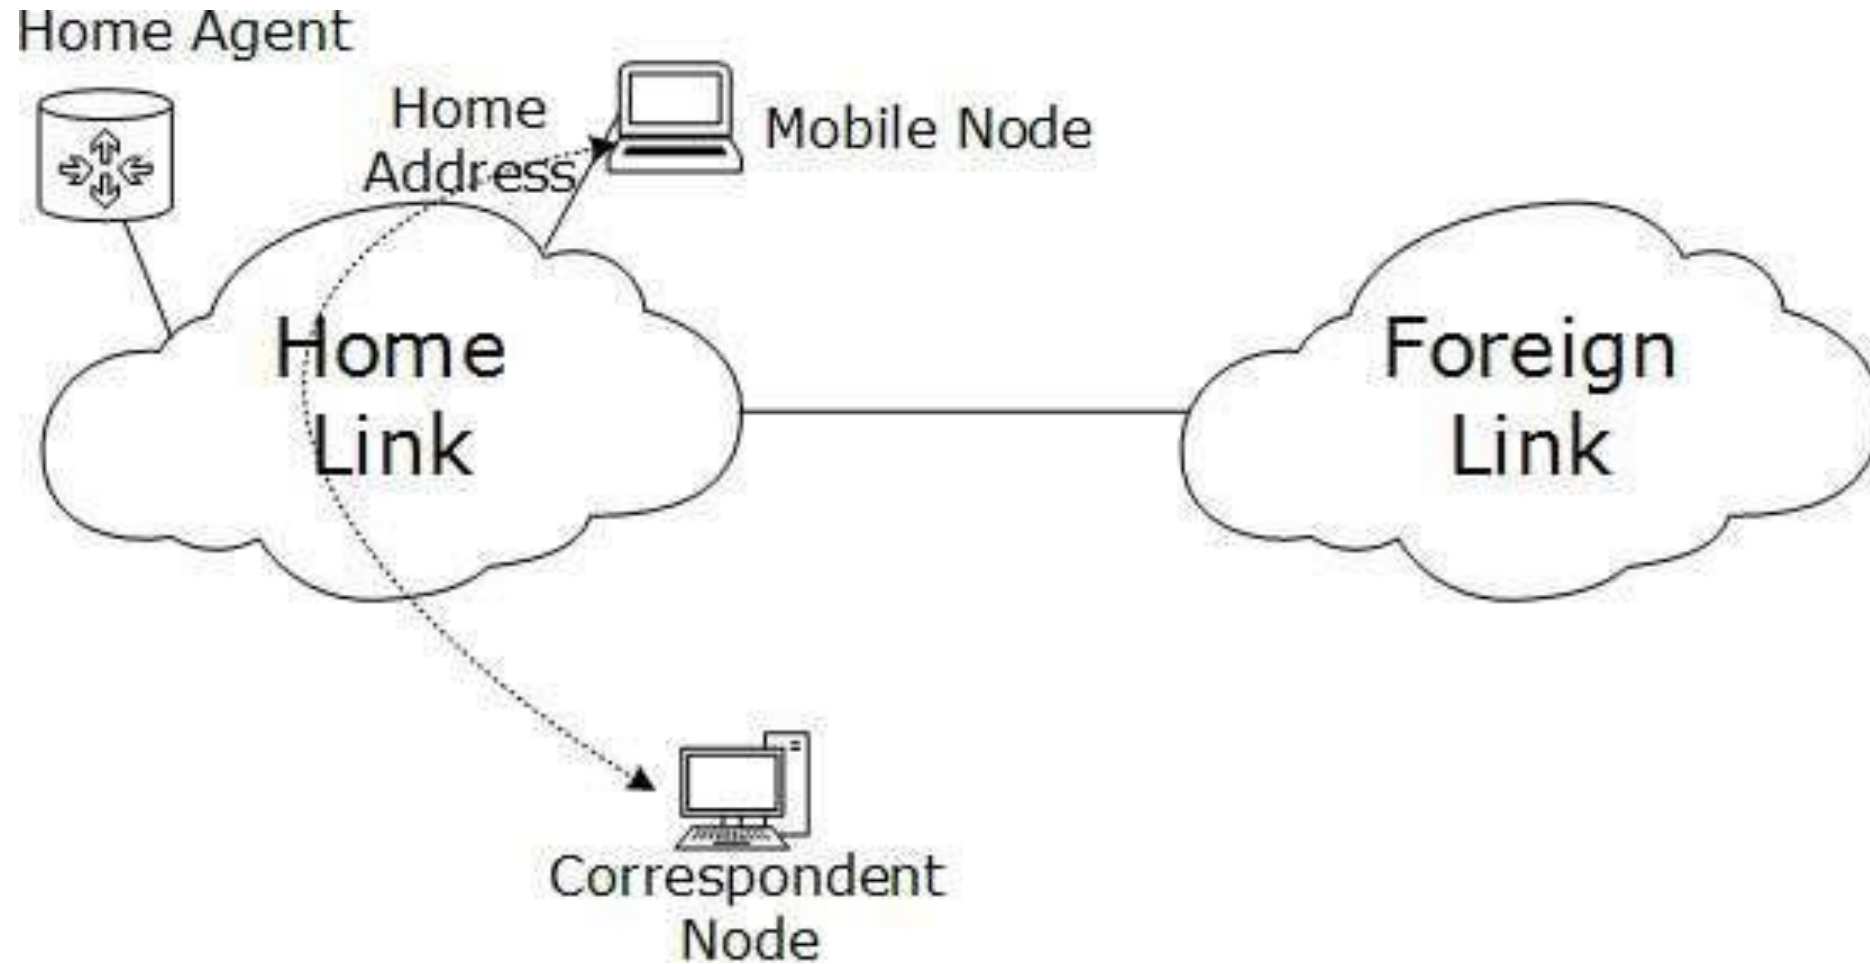 Home Agent
Home
Address
Mobile Node
Home
Link
Foreign
Link
Correspondent
Node